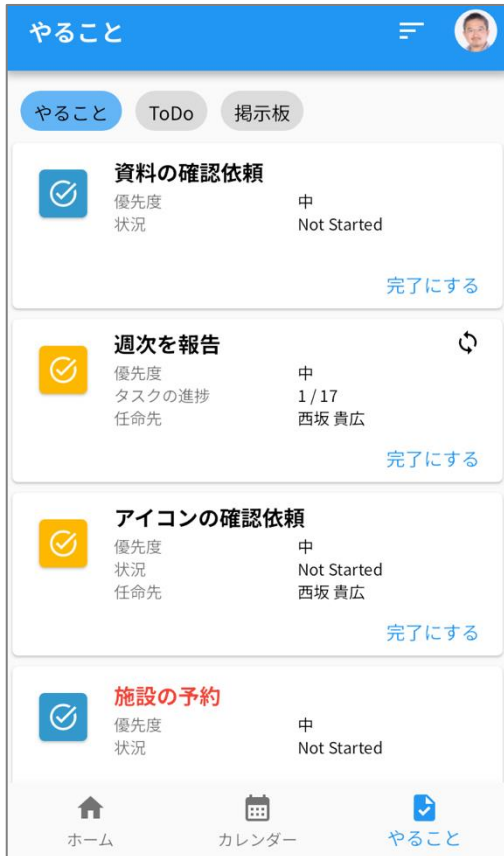 やること
やること ToDo 掲示板
資料の確認依頼
優先度 中
状況 Not Started
完了にする
週次を報告
優先度 中
タスクの進捗 1 / 17
任命先 西坂 貴広
完了にする
アイコンの確認依頼
優先度 中
状況 Not Started
任命先 西坂 貴広
完了にする
施設の予約
優先度 中
状況 Not Started
ホーム カレンダー やること